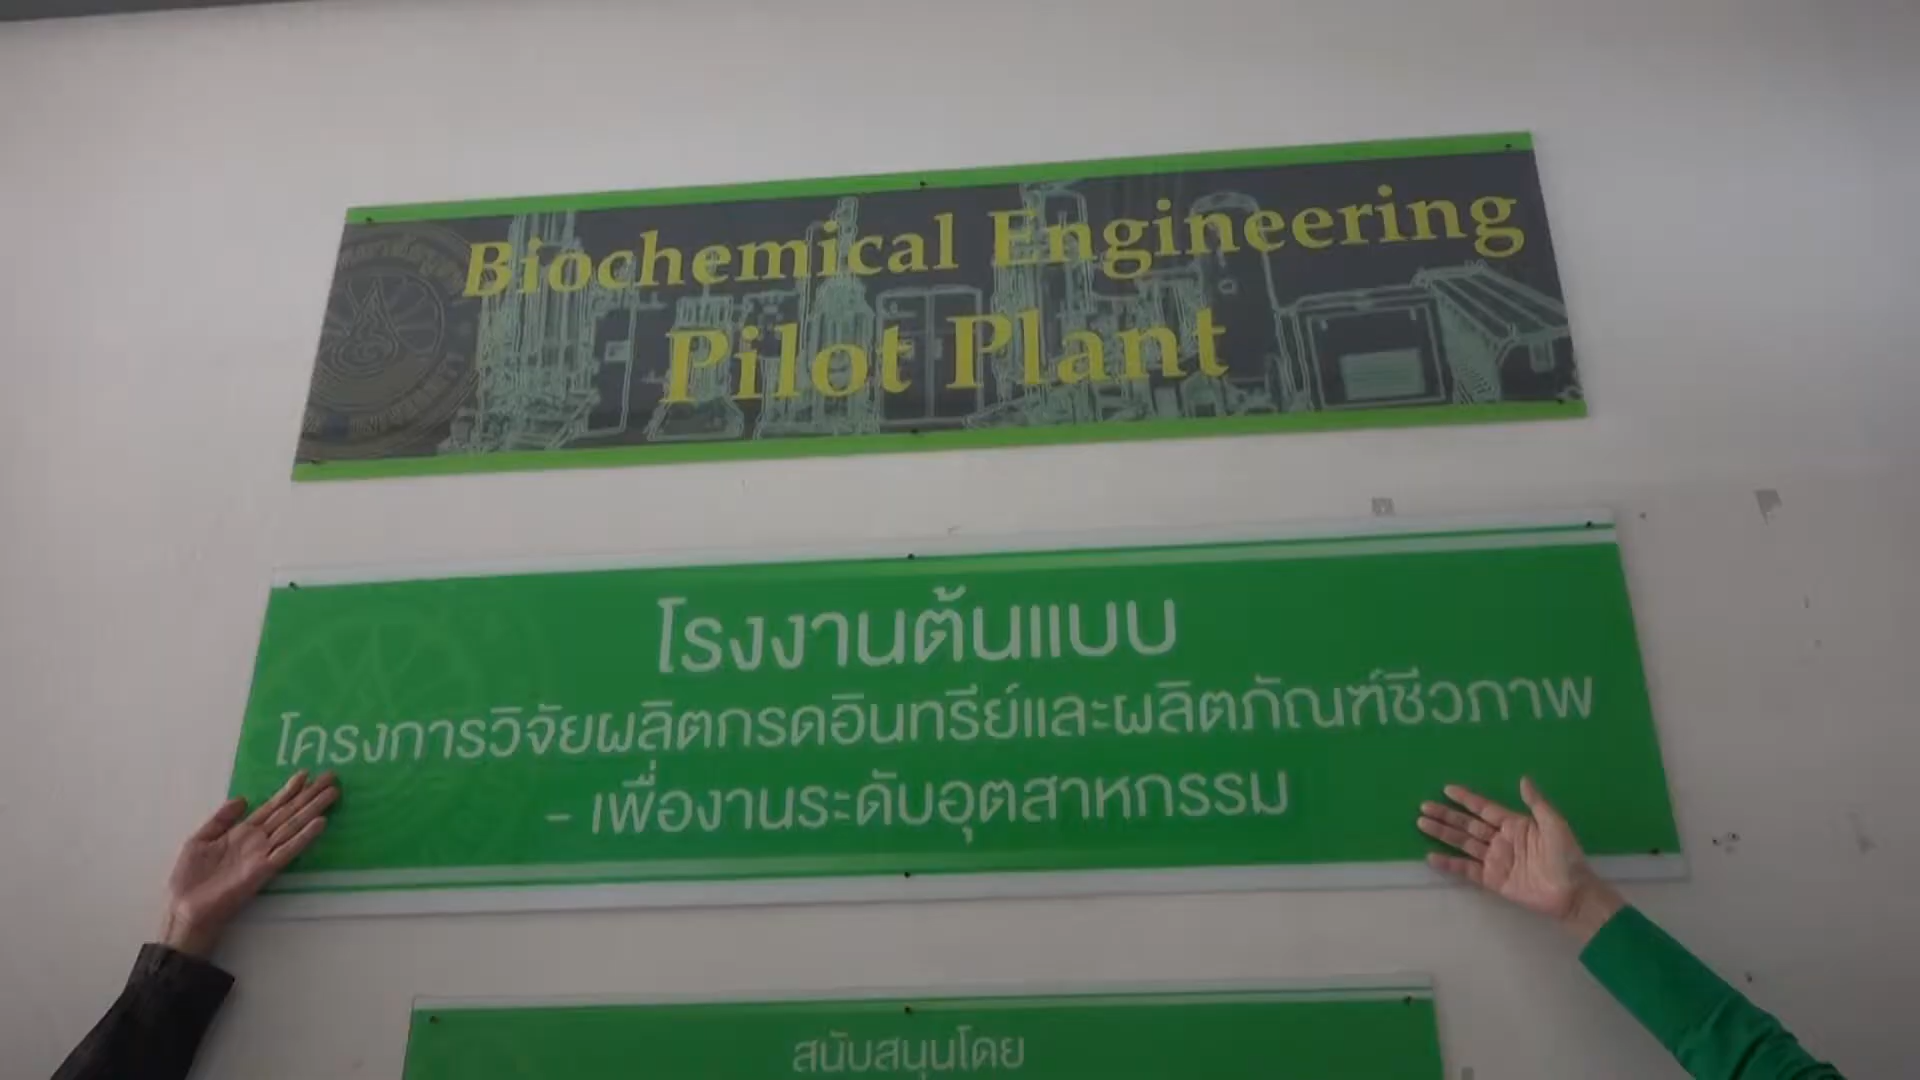 Biochemical Engineering
Pilot Plant
โรงงานต้นแบบ
โครงการวิจัยผลิตกรดอินทรีย์และผลิตภัณฑ์ชีวภาพ
- เพื่องานระดับอุตสาหกรรม
สนับสนุนโดย